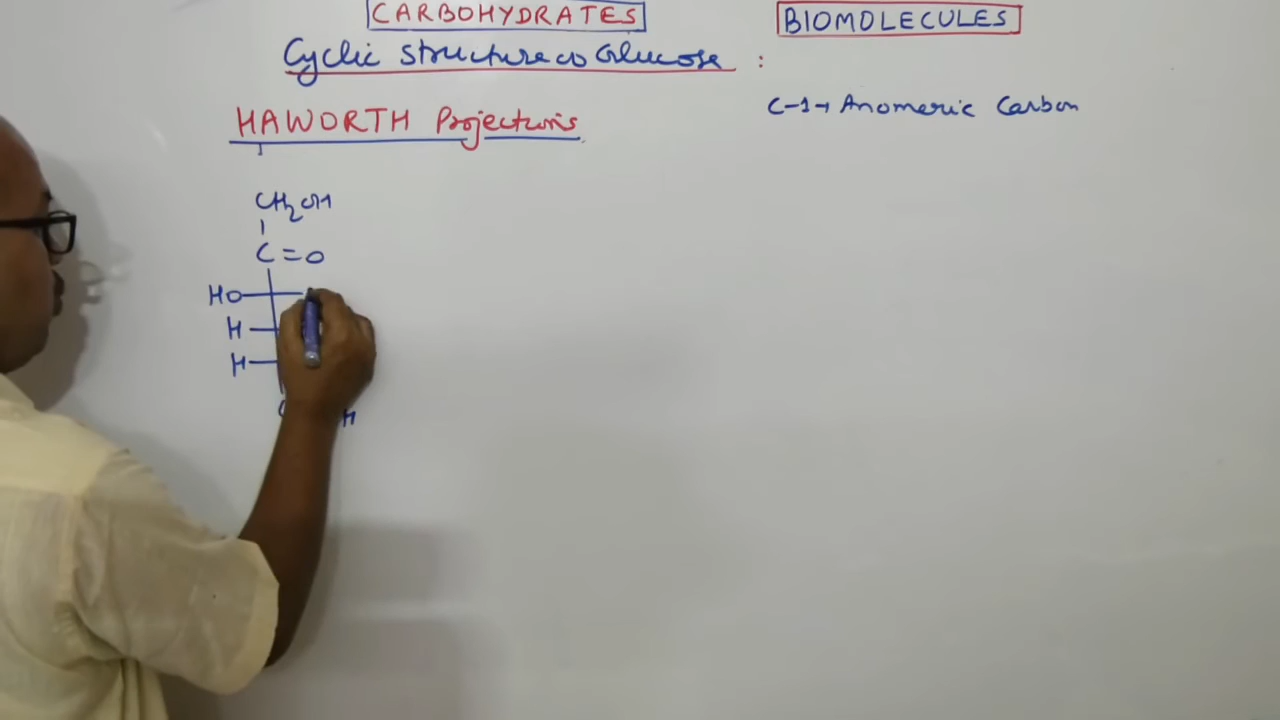 CARBOHYDRATES
BIOMOLECULES
Cyclic Structure of Glucose :
HAWORTH Projections
C-1→ Anomeric Carbon
CH₂OH
C=O
HO
H
H
H